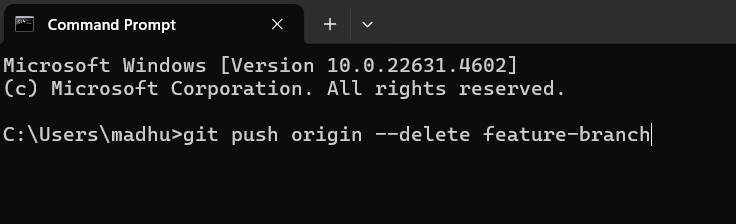 Command Prompt
Microsoft Windows [Version 10.0.22631.4602]
(c) Microsoft Corporation. All rights reserved.
C:\Users\madhu>git push origin --delete feature-branch